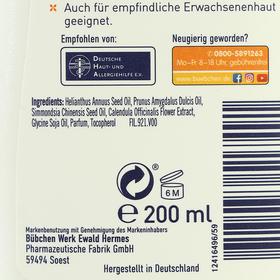 Auch für empfindliche Erwachsenenhaut
geeignet.
Empfohlen von:
Neugierig geworden?
DEUTSCHE
HAUT- UND
ALLERGIEHILFE E.V.
0800-5891263
Mo-Fr 8-18 Uhr, gebührenfrei
www.buebchen.de
Ingredients: Helianthus Annuus Seed Oil, Prunus Amygdalus Dulcis Oil,
Simmondsia Chinensis Seed Oil, Calendula Officinalis Flower Extract,
Glycine Soja Oil, Parfum, Tocopherol FIL.921.V00
6 M
e 200 ml
Markenbenutzung mit Genehmigung des Markeninhabers
Bübchen Werk Ewald Hermes
Pharmazeutische Fabrik GmbH
59494 Soest
Hergestellt in Deutschland
12416496/59